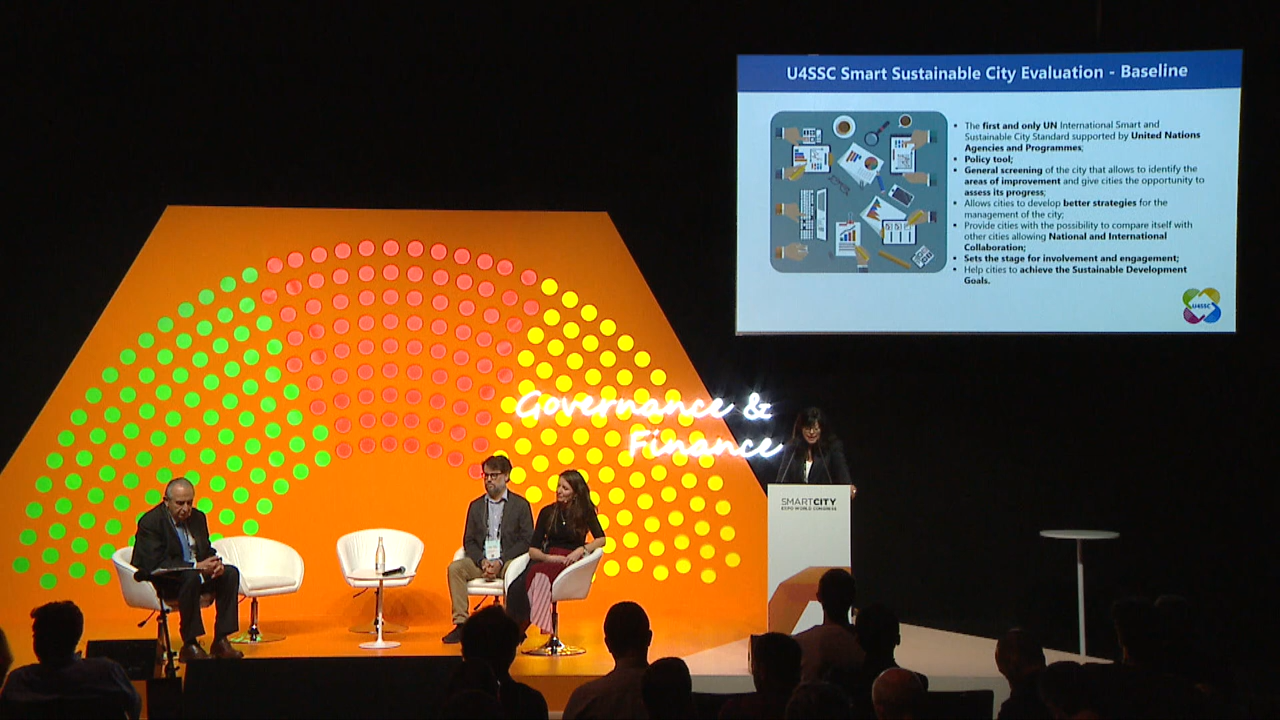 U4SSC Smart Sustainable City Evaluation - Baseline
• The first and only UN International Smart and
Sustainable City Standard supported by United Nations
Agencies and Programmes;
• Policy tool;
• General screening of the city that allows to identify the
areas of improvement and give cities the opportunity to
assess its progress;
• Allows cities to develop better strategies for the
management of the city;
• Provide cities with the possibility to compare itself with
other cities allowing National and International
Collaboration;
• Sets the stage for involvement and engagement;
• Help cities to achieve the Sustainable Development
Goals.
U4SSC
Governance &
Finance
SMARTCITY
EXPO WORLD CONGRESS